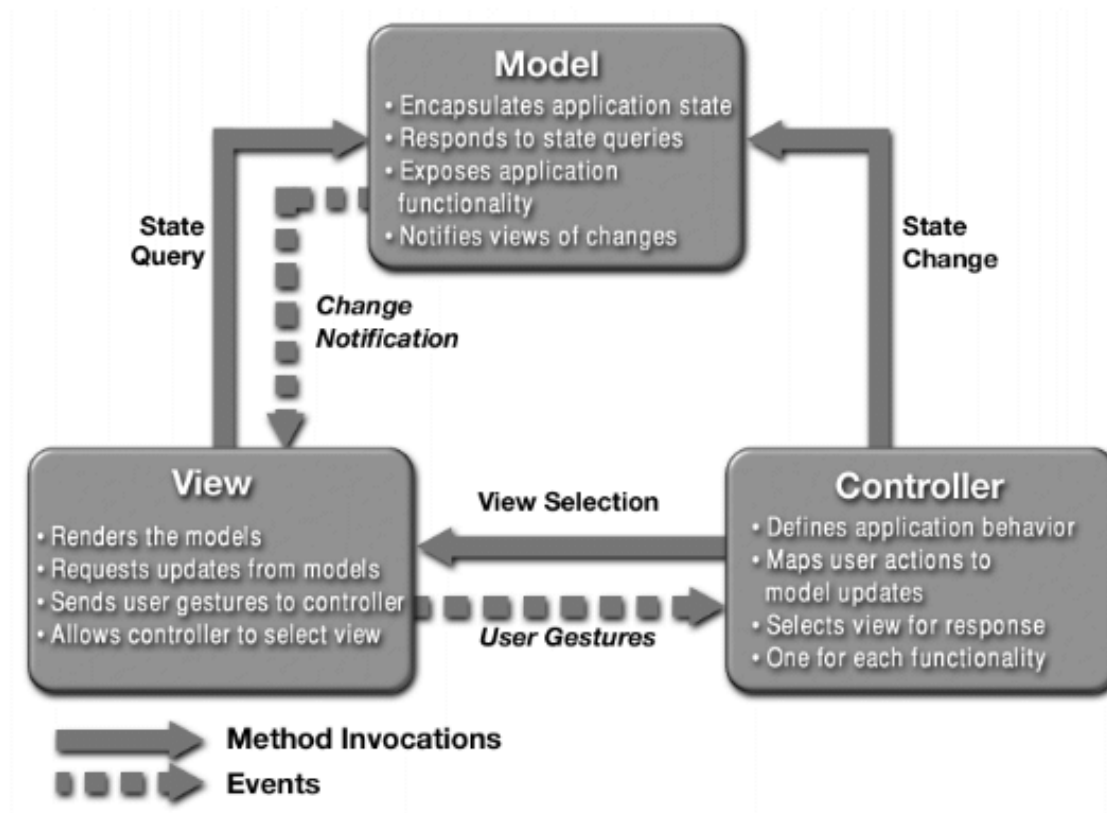 Model
• Encapsulates application state
• Responds to state queries
• Exposes application
functionality
• Notifies views of changes
State
Query
State
Change
Change
Notification
View
• Renders the models
• Requests updates from models
• Sends user gestures to controller
• Allows controller to select view
View Selection
User Gestures
Controller
• Defines application behavior
• Maps user actions to
model updates
• Selects view for response
• One for each functionality
Method Invocations
Events